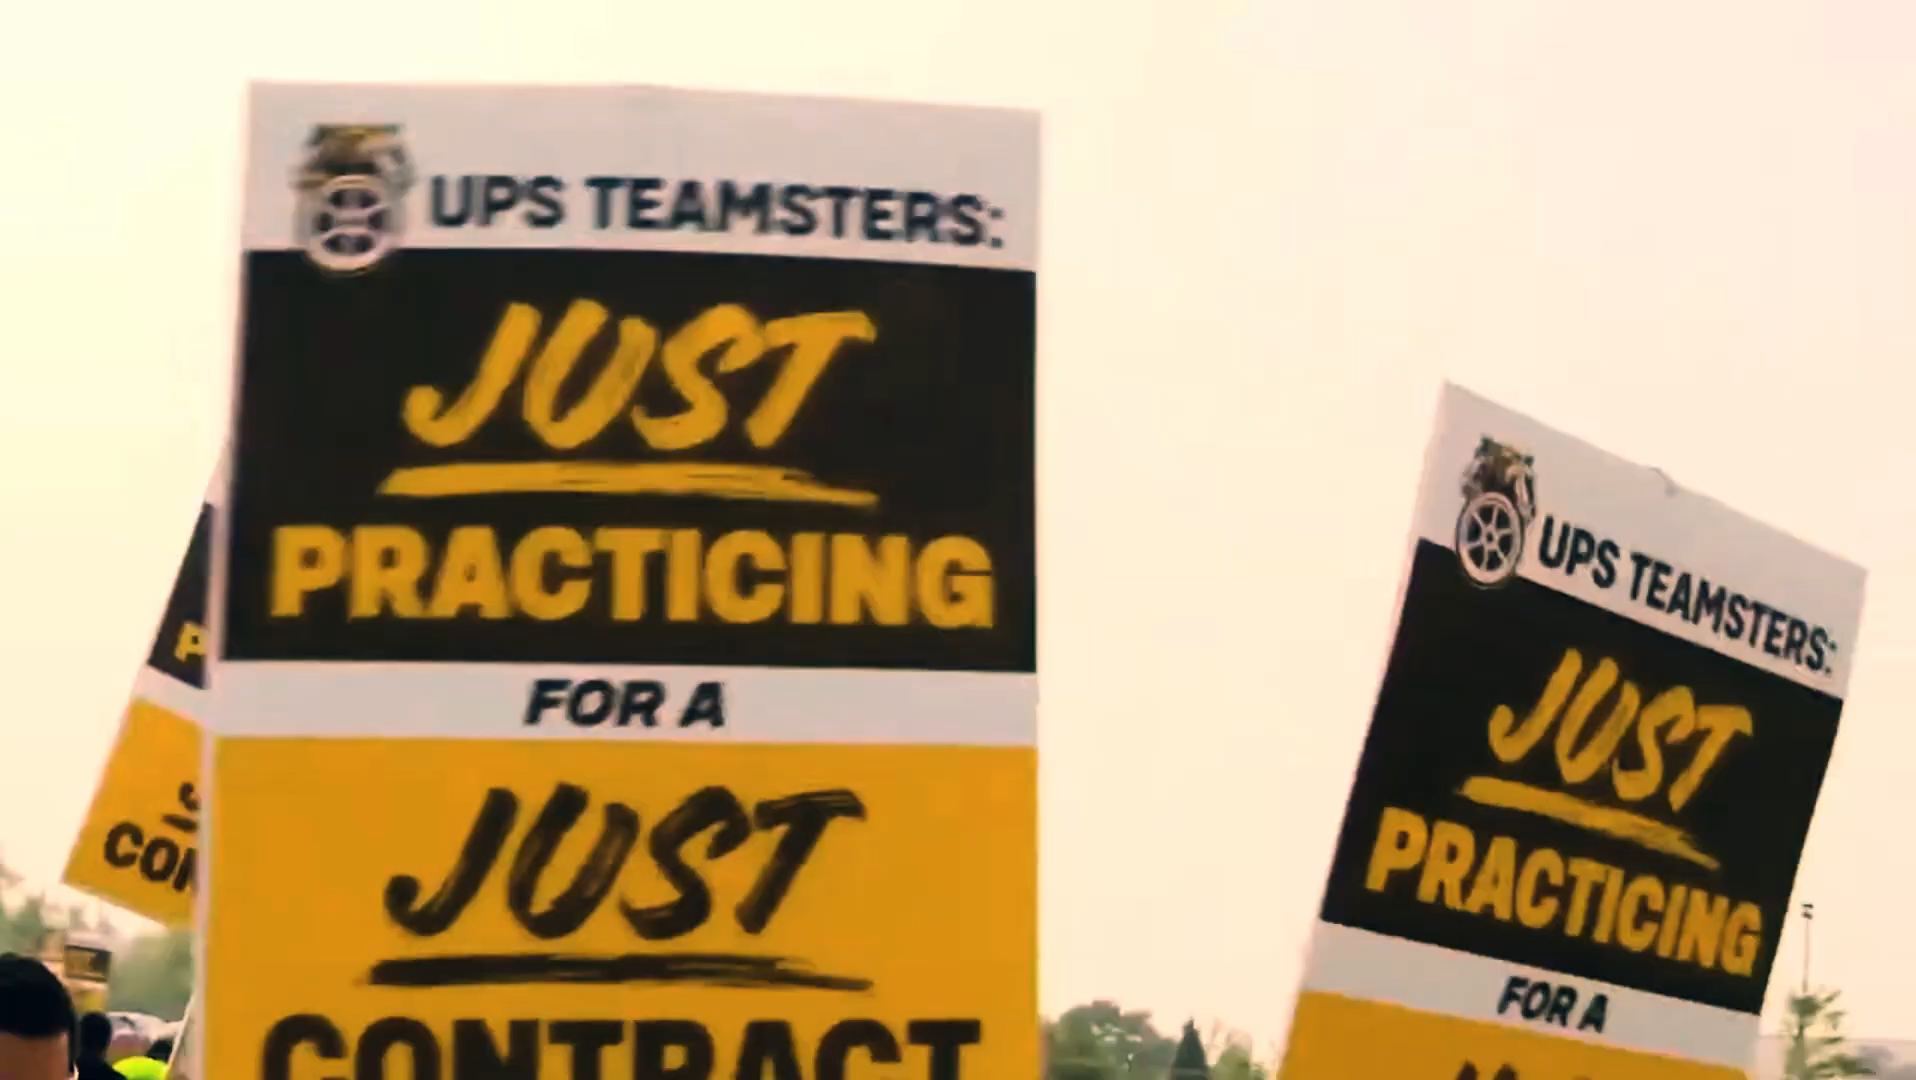 UPS TEAMSTERS:
JUST
PRACTICING
FOR A
JUST
CONTRACT
UPS TEAMSTERS:
JUST
PRACTICING
FOR A